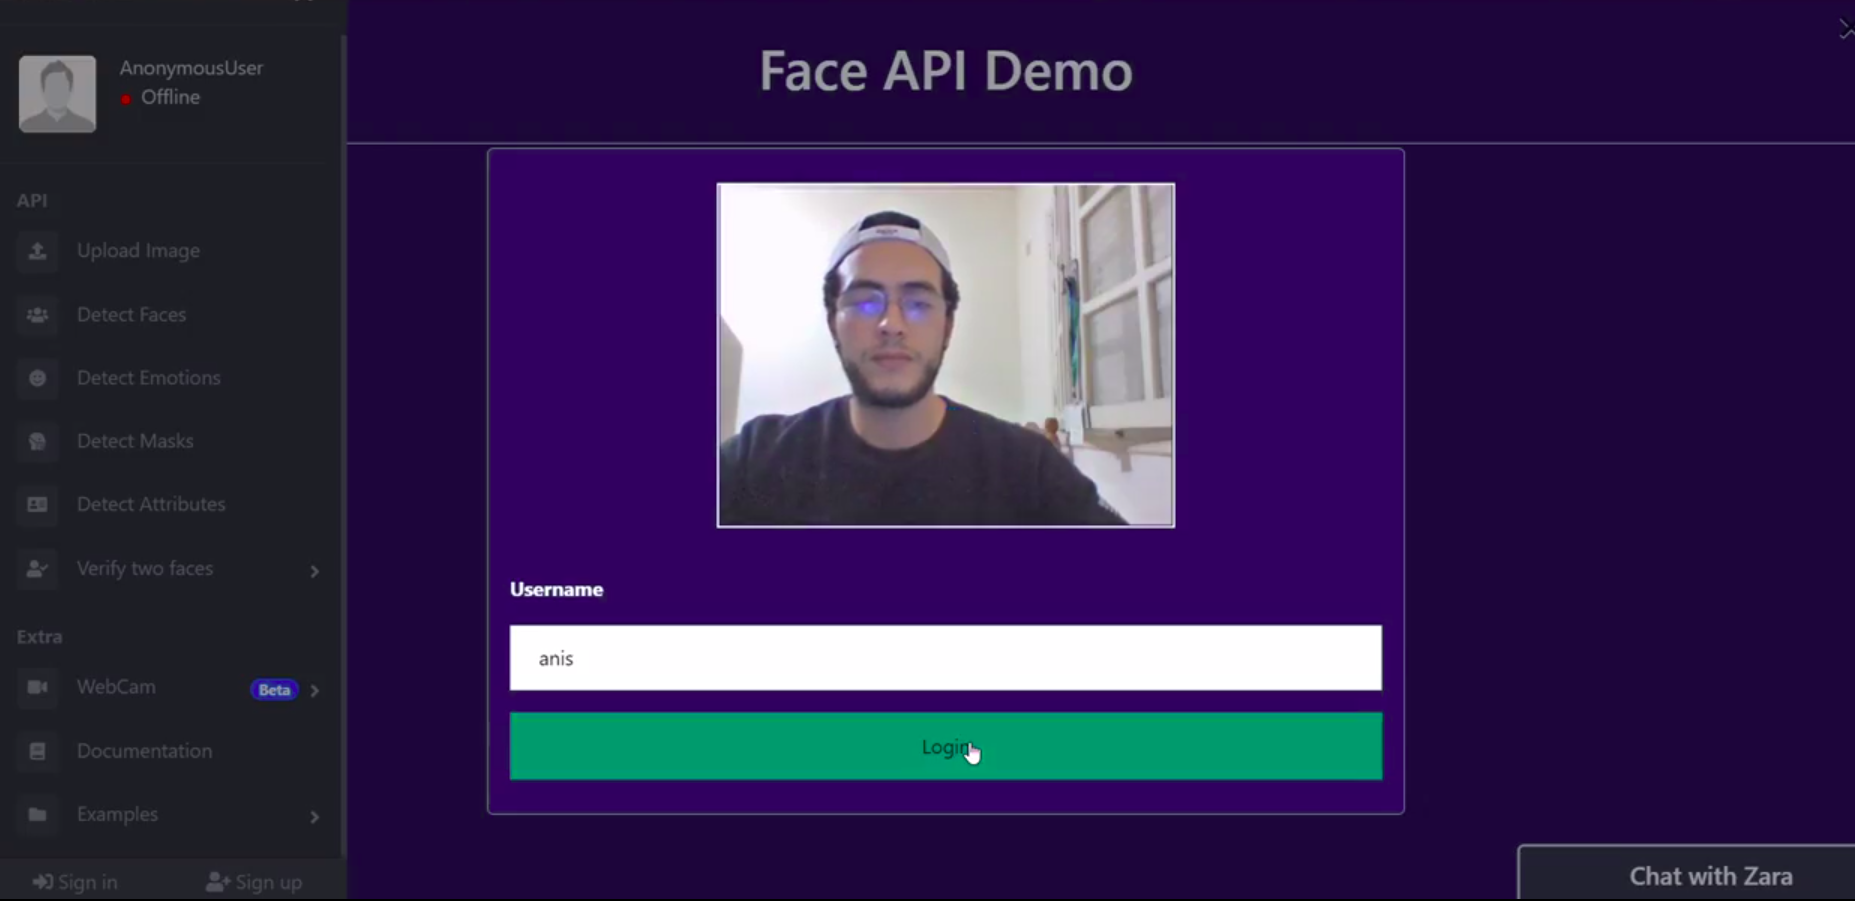 AnonymousUser
Offline
API
Upload Image
Detect Faces
Detect Emotions
Detect Masks
Detect Attributes
Verify two faces
Extra
WebCam Beta
Documentation
Examples
Sign in Sign up
Face API Demo
Username
anis
Login
Chat with Zara